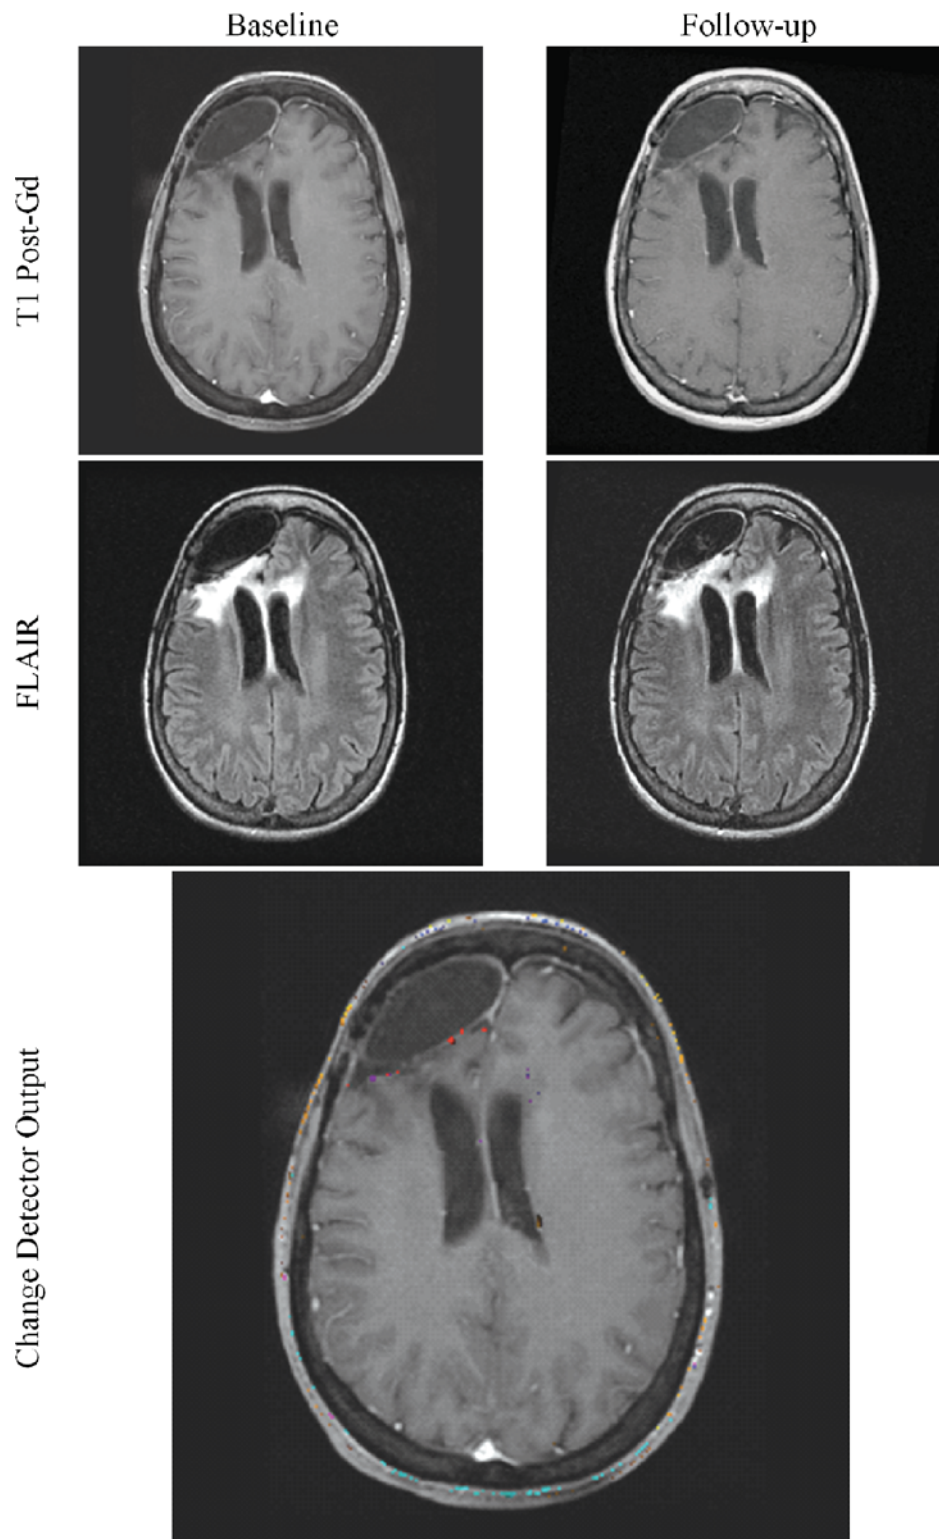 Baseline
Follow-up
T1 Post-Gd
FLAIR
Change Detector Output